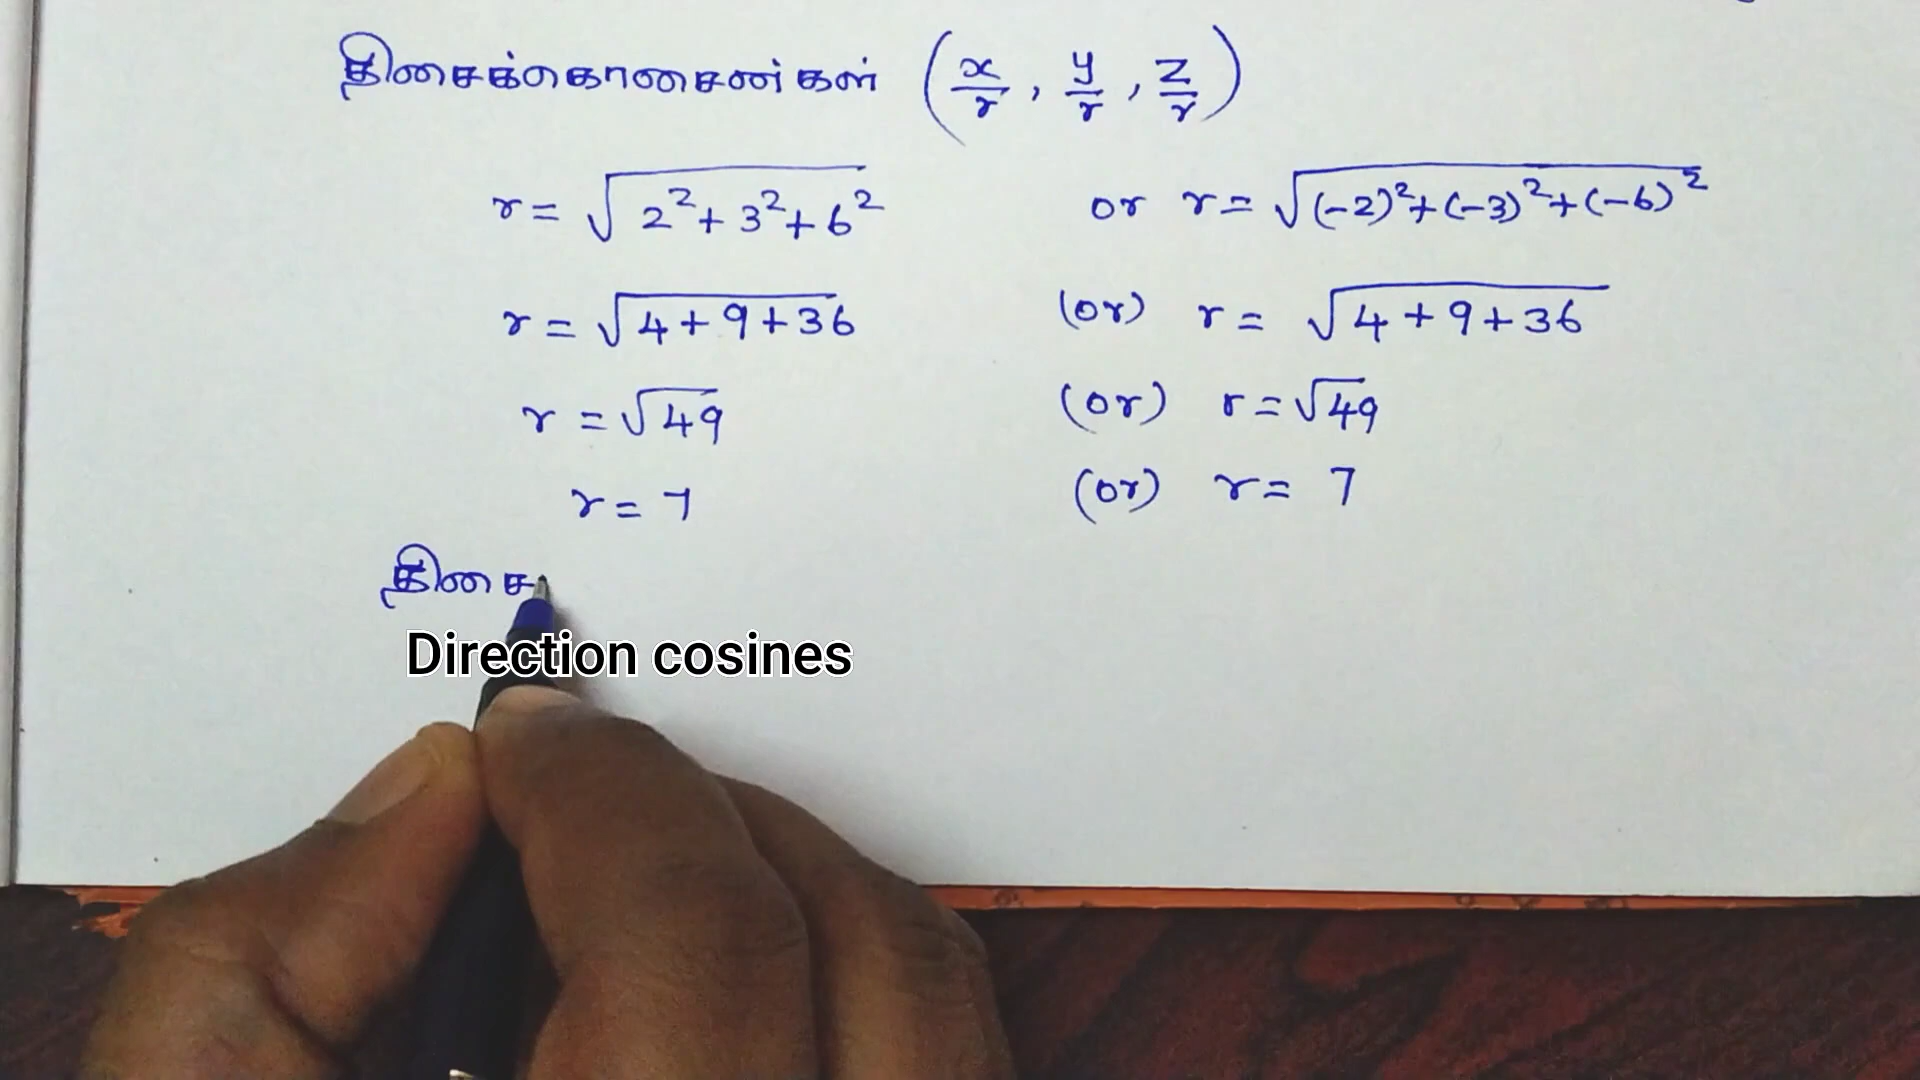 திசைக்கொசைன்கள் (x/r, y/r, z/r)
r = √(2² + 3² + 6²) or r = √((-2)² + (-3)² + (-6)²)
r = √(4 + 9 + 36) (or) r = √(4 + 9 + 36)
r = √49 (or) r = √49
r = 7 (or) r = 7
திசை
Direction cosines